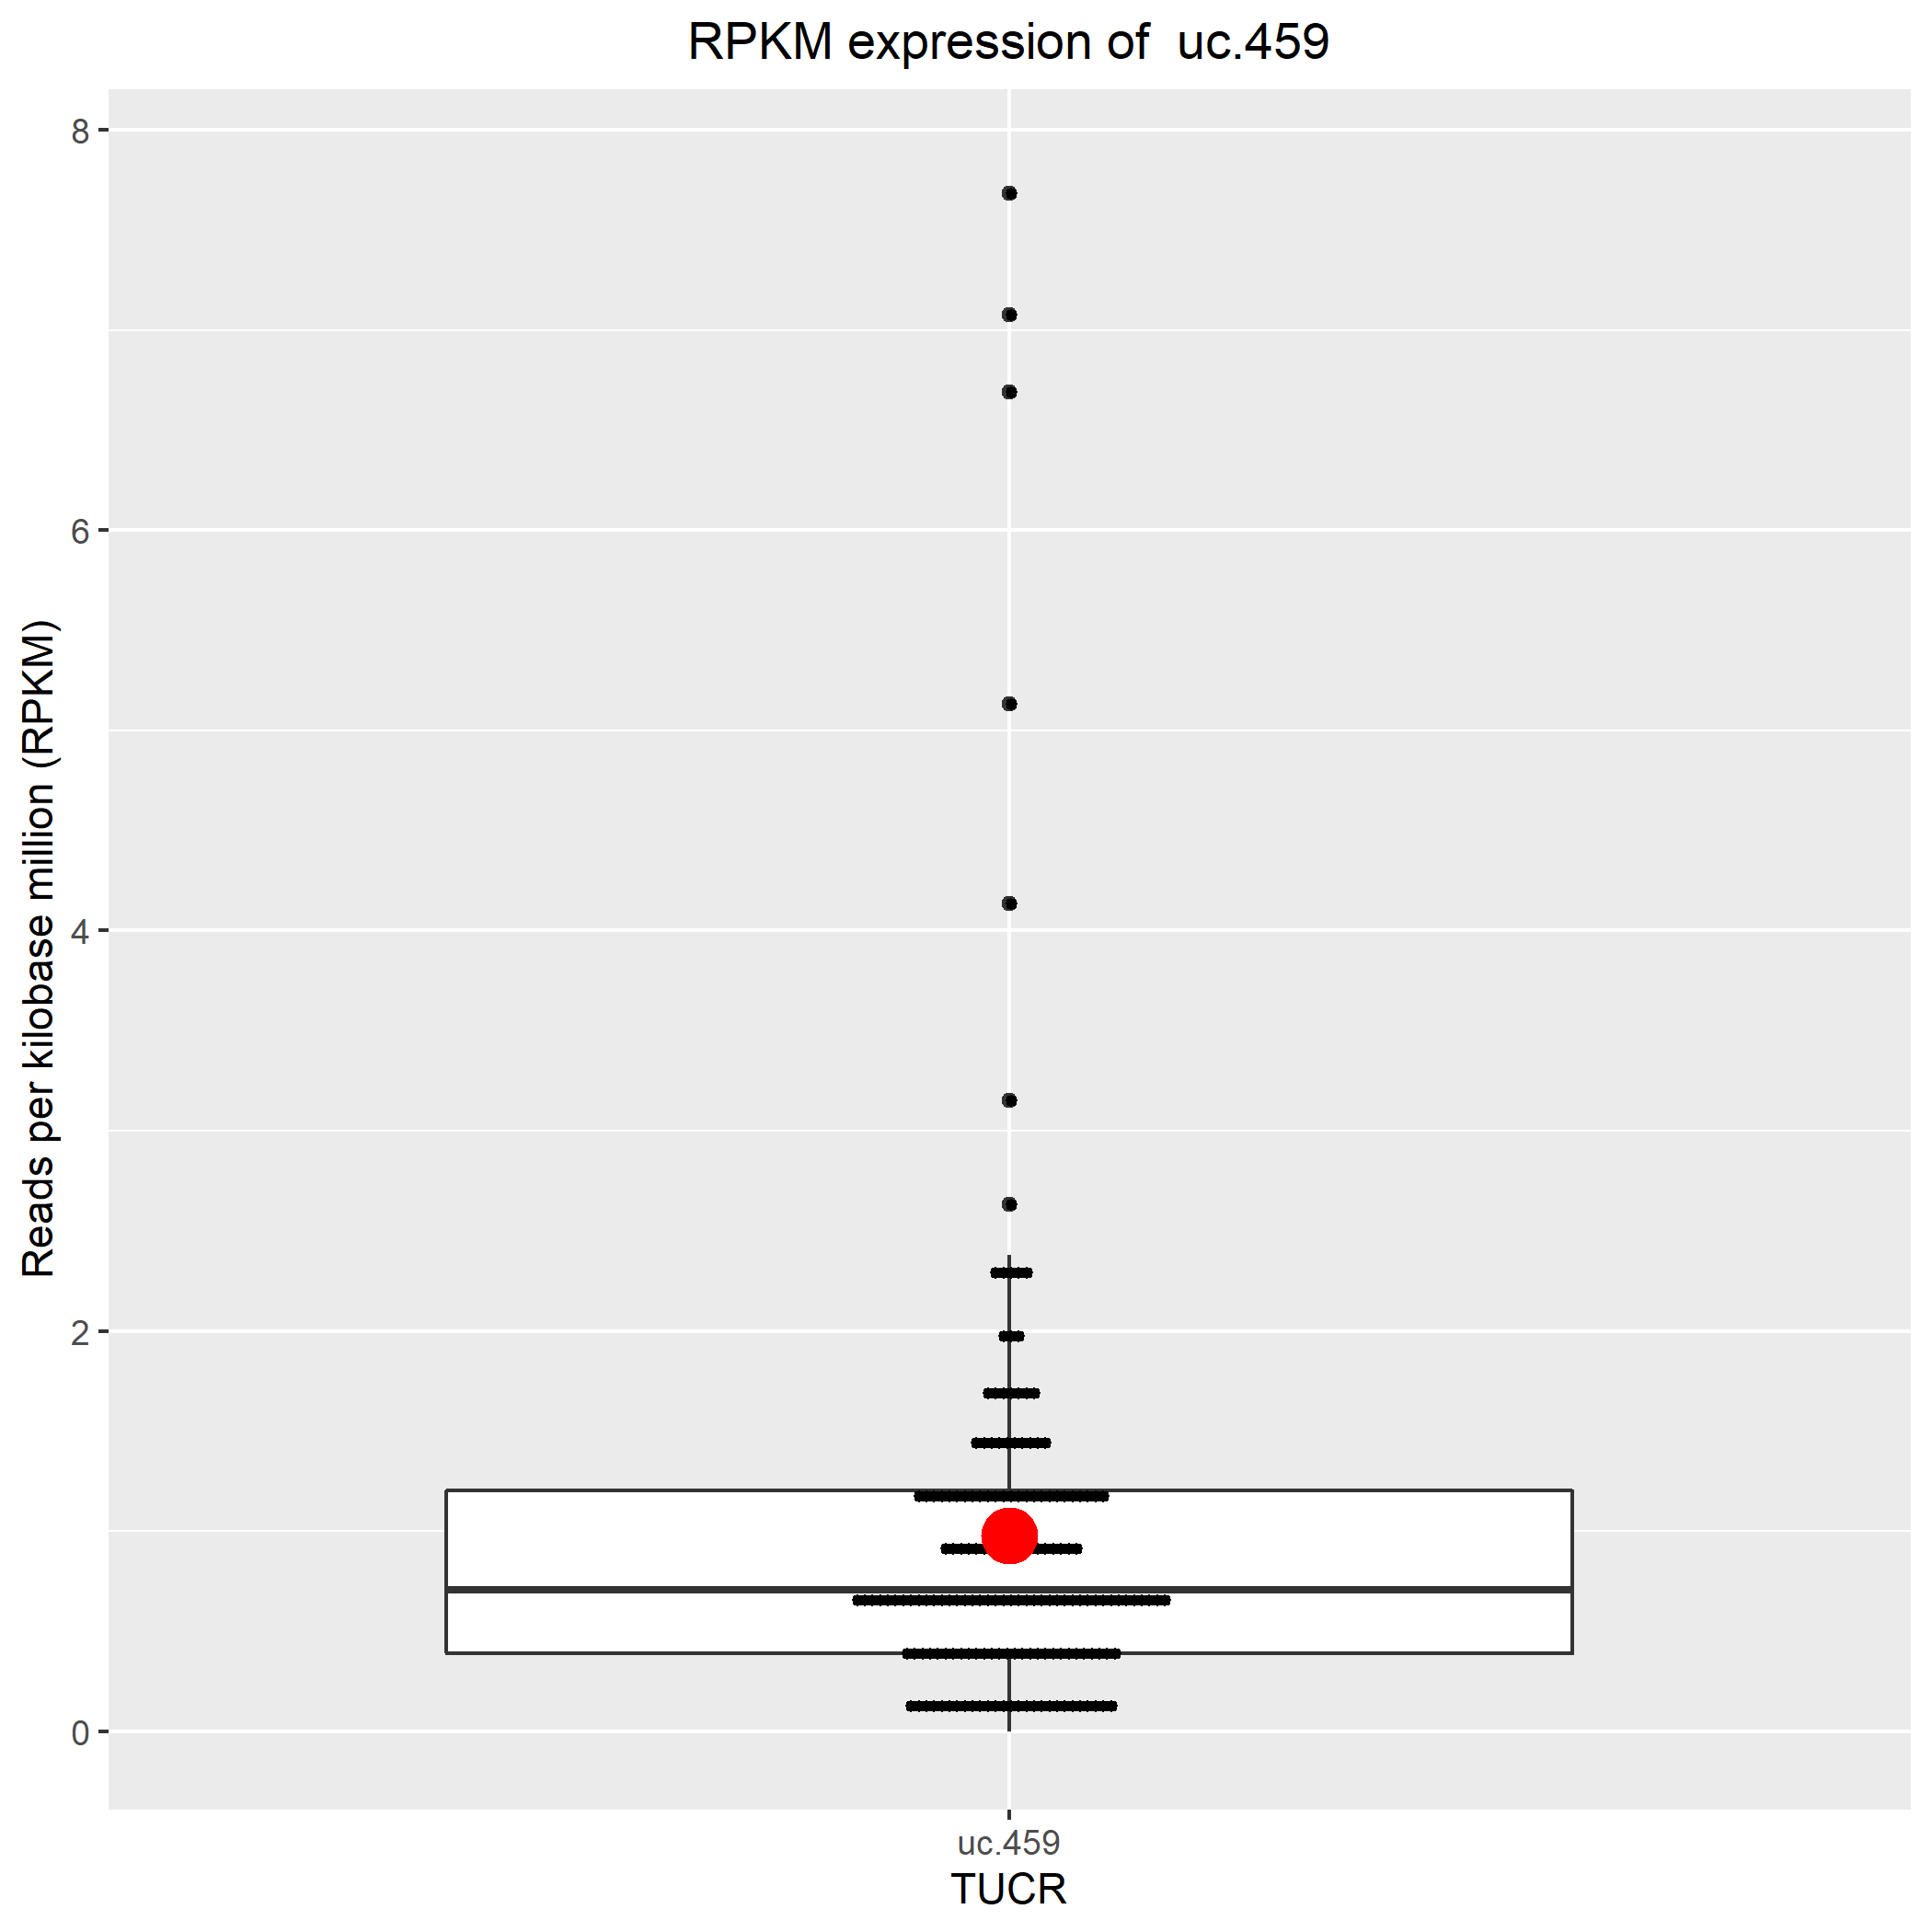 RPKM expression of  uc.459
Reads per kilobase million (RPKM)
8
6
4
2
0
uc.459
TUCR